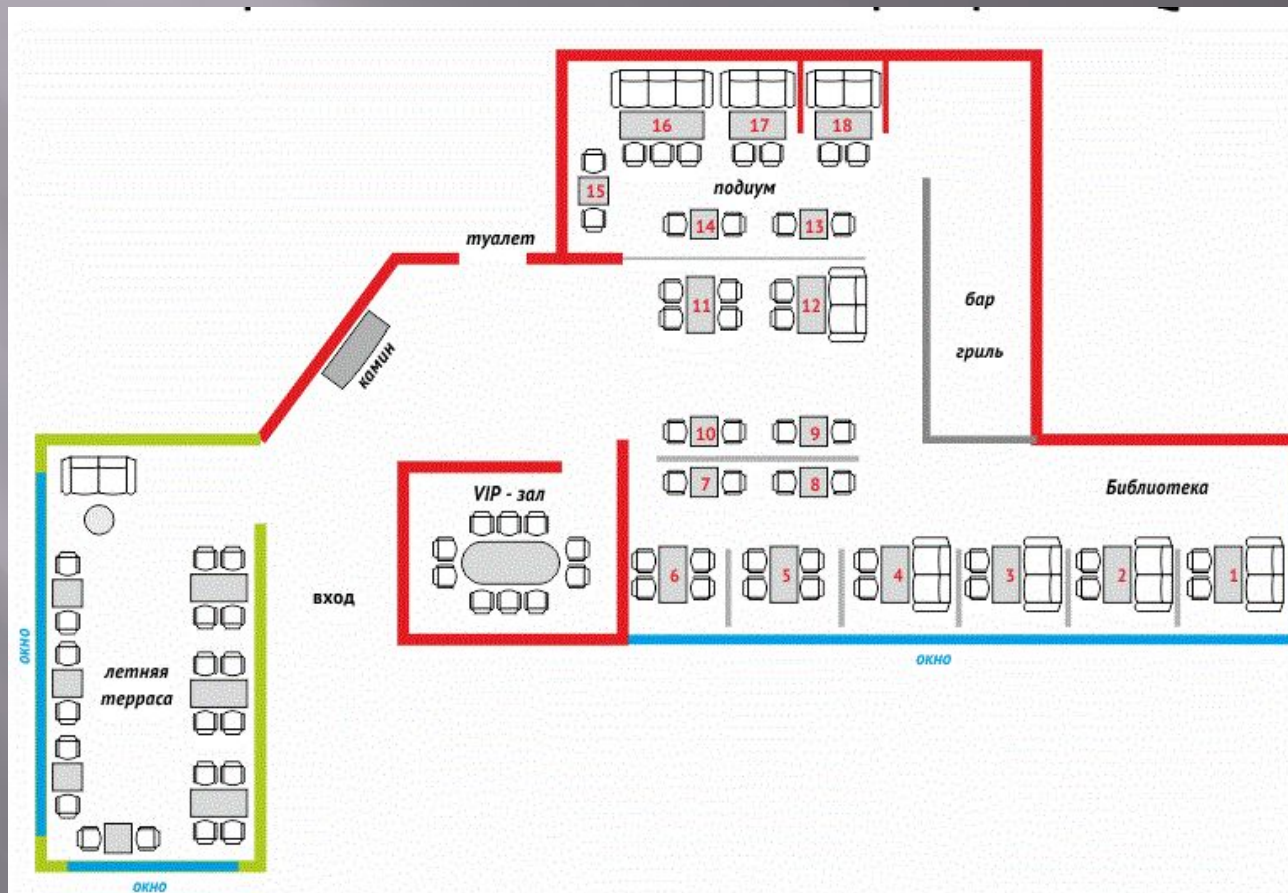 16
17
18
15
подиум
14
13
туалет
11
12
бар
гриль
камин
10
9
7
8
VIP - зал
Библиотека
6
5
4
3
2
1
вход
окно
окно
летняя
терраса
окно